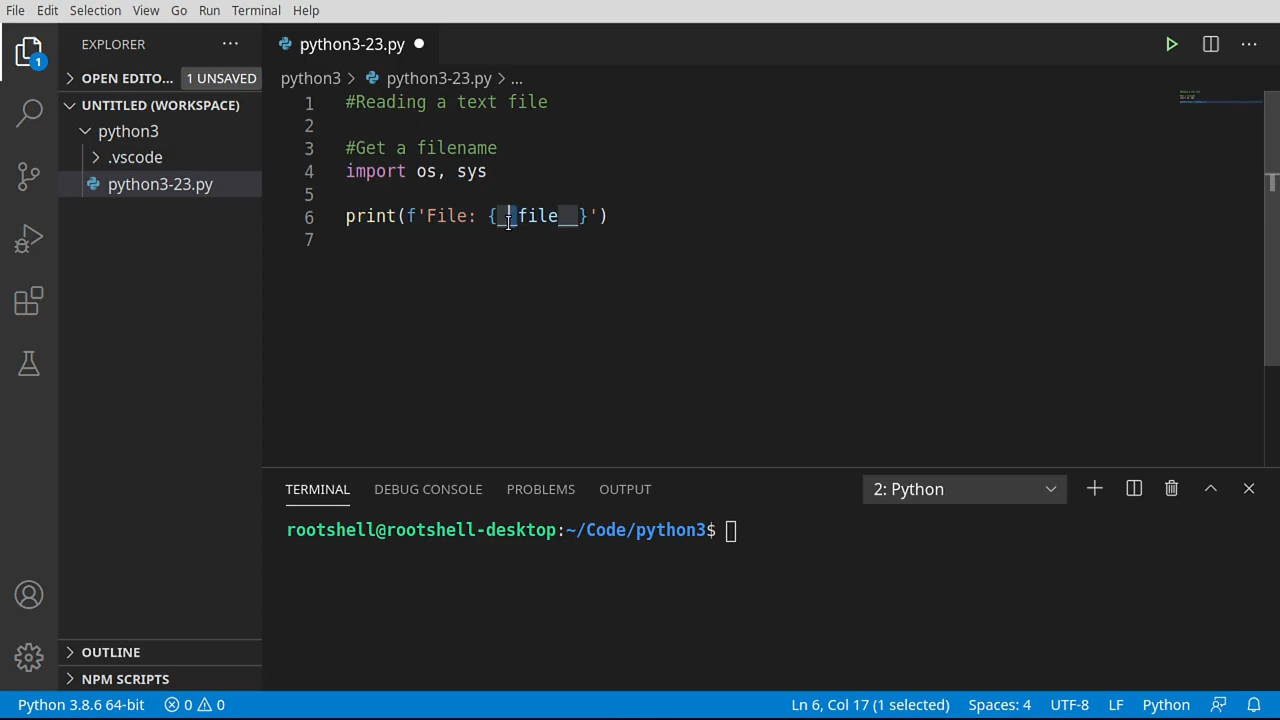 File Edit Selection View Go Run Terminal Help
EXPLORER ...
python3-23.py
1
OPEN EDITO... 1 UNSAVED
python3 > python3-23.py > ...
UNTITLED (WORKSPACE)
python3
.vscode
python3-23.py
1 #Reading a text file
2
3 #Get a filename
4 import os, sys
5
6 print(f'File: {__file__}')
7
TERMINAL DEBUG CONSOLE PROBLEMS OUTPUT 2: Python
rootshell@rootshell-desktop:~/Code/python3$
OUTLINE
NPM SCRIPTS
Python 3.8.6 64-bit 0 0 Ln 6, Col 17 (1 selected) Spaces: 4 UTF-8 LF Python